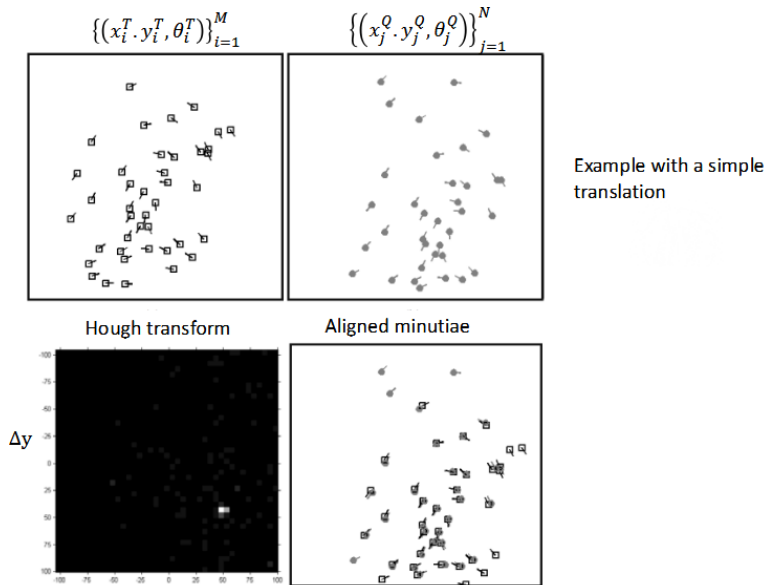 {(x_i^T. y_i^T, θ_i^T)}_{i=1}^M
{(x_j^Q. y_j^Q, θ_j^Q)}_{j=1}^N
Example with a simple
translation
Hough transform
Aligned minutiae
Δy
-100
-75
-50
-25
0
25
50
75
100
-100 -75 -50 -25 0 25 50 75 100